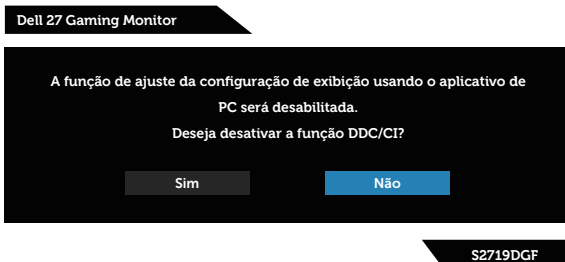 Dell 27 Gaming Monitor
A função de ajuste da configuração de exibição usando o aplicativo de
PC será desabilitada.
Deseja desativar a função DDC/CI?
Sim
Não
S2719DGF